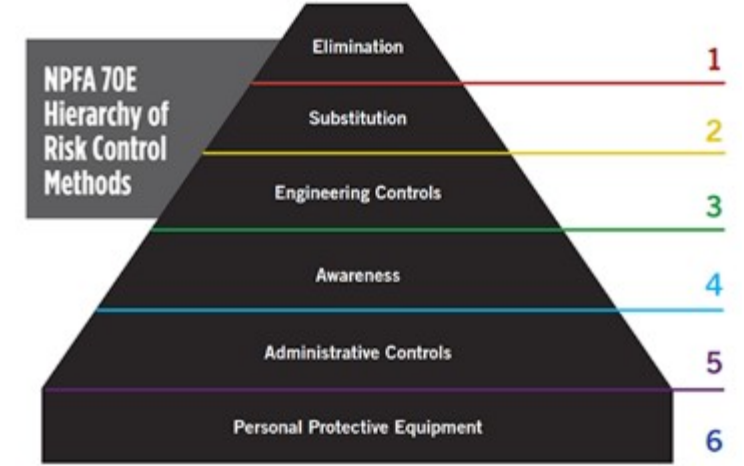 NPFA 70E
Hierarchy of
Risk Control
Methods
Elimination
1
Substitution
2
Engineering Controls
3
Awareness
4
Administrative Controls
5
Personal Protective Equipment
6